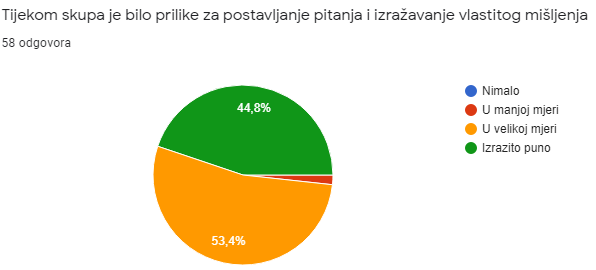 Tijekom skupa je bilo prilike za postavljanje pitanja i izražavanje vlastitog mišljenja
58 odgovora
44,8%
53,4%
Nimalo
U manjoj mjeri
U velikoj mjeri
Izrazito puno